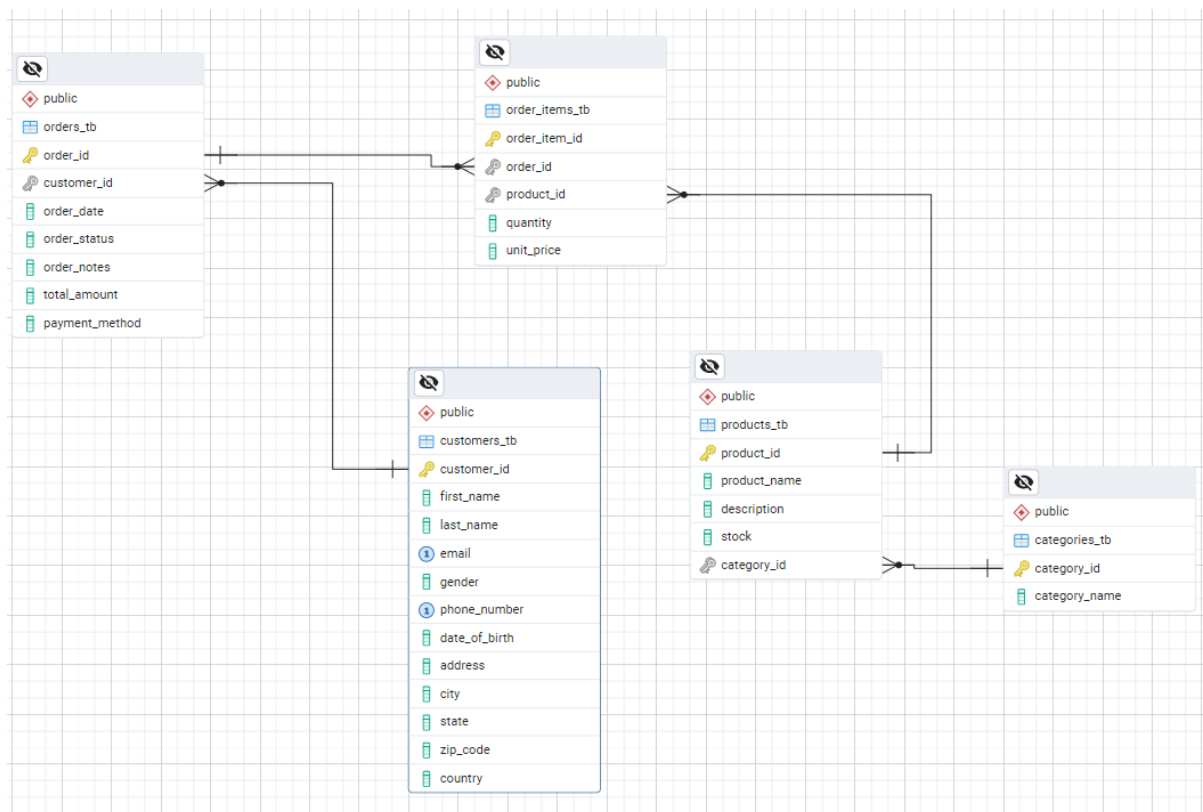 public
orders_tb
order_id
customer_id
order_date
order_status
order_notes
total_amount
payment_method
public
order_items_tb
order_item_id
order_id
product_id
quantity
unit_price
public
customers_tb
customer_id
first_name
last_name
1 email
gender
1 phone_number
date_of_birth
address
city
state
zip_code
country
public
products_tb
product_id
product_name
description
stock
category_id
public
categories_tb
category_id
category_name